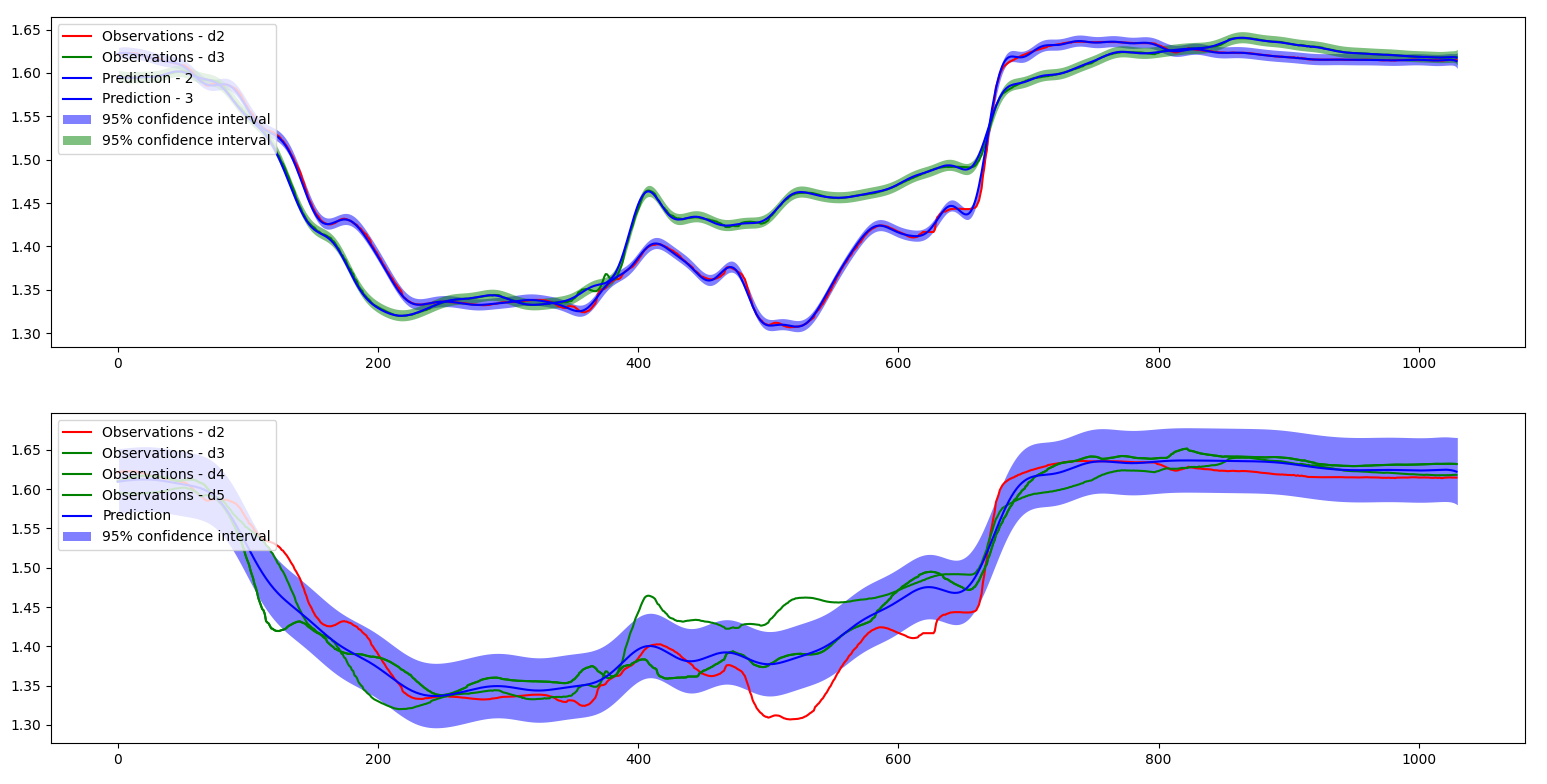 1.65
1.60
1.55
1.50
1.45
1.40
1.35
1.30
Observations - d2
Observations - d3
Prediction - 2
Prediction - 3
95% confidence interval
95% confidence interval
0 200 400 600 800 1000
1.65
1.60
1.55
1.50
1.45
1.40
1.35
1.30
Observations - d2
Observations - d3
Observations - d4
Observations - d5
Prediction
95% confidence interval
0 200 400 600 800 1000